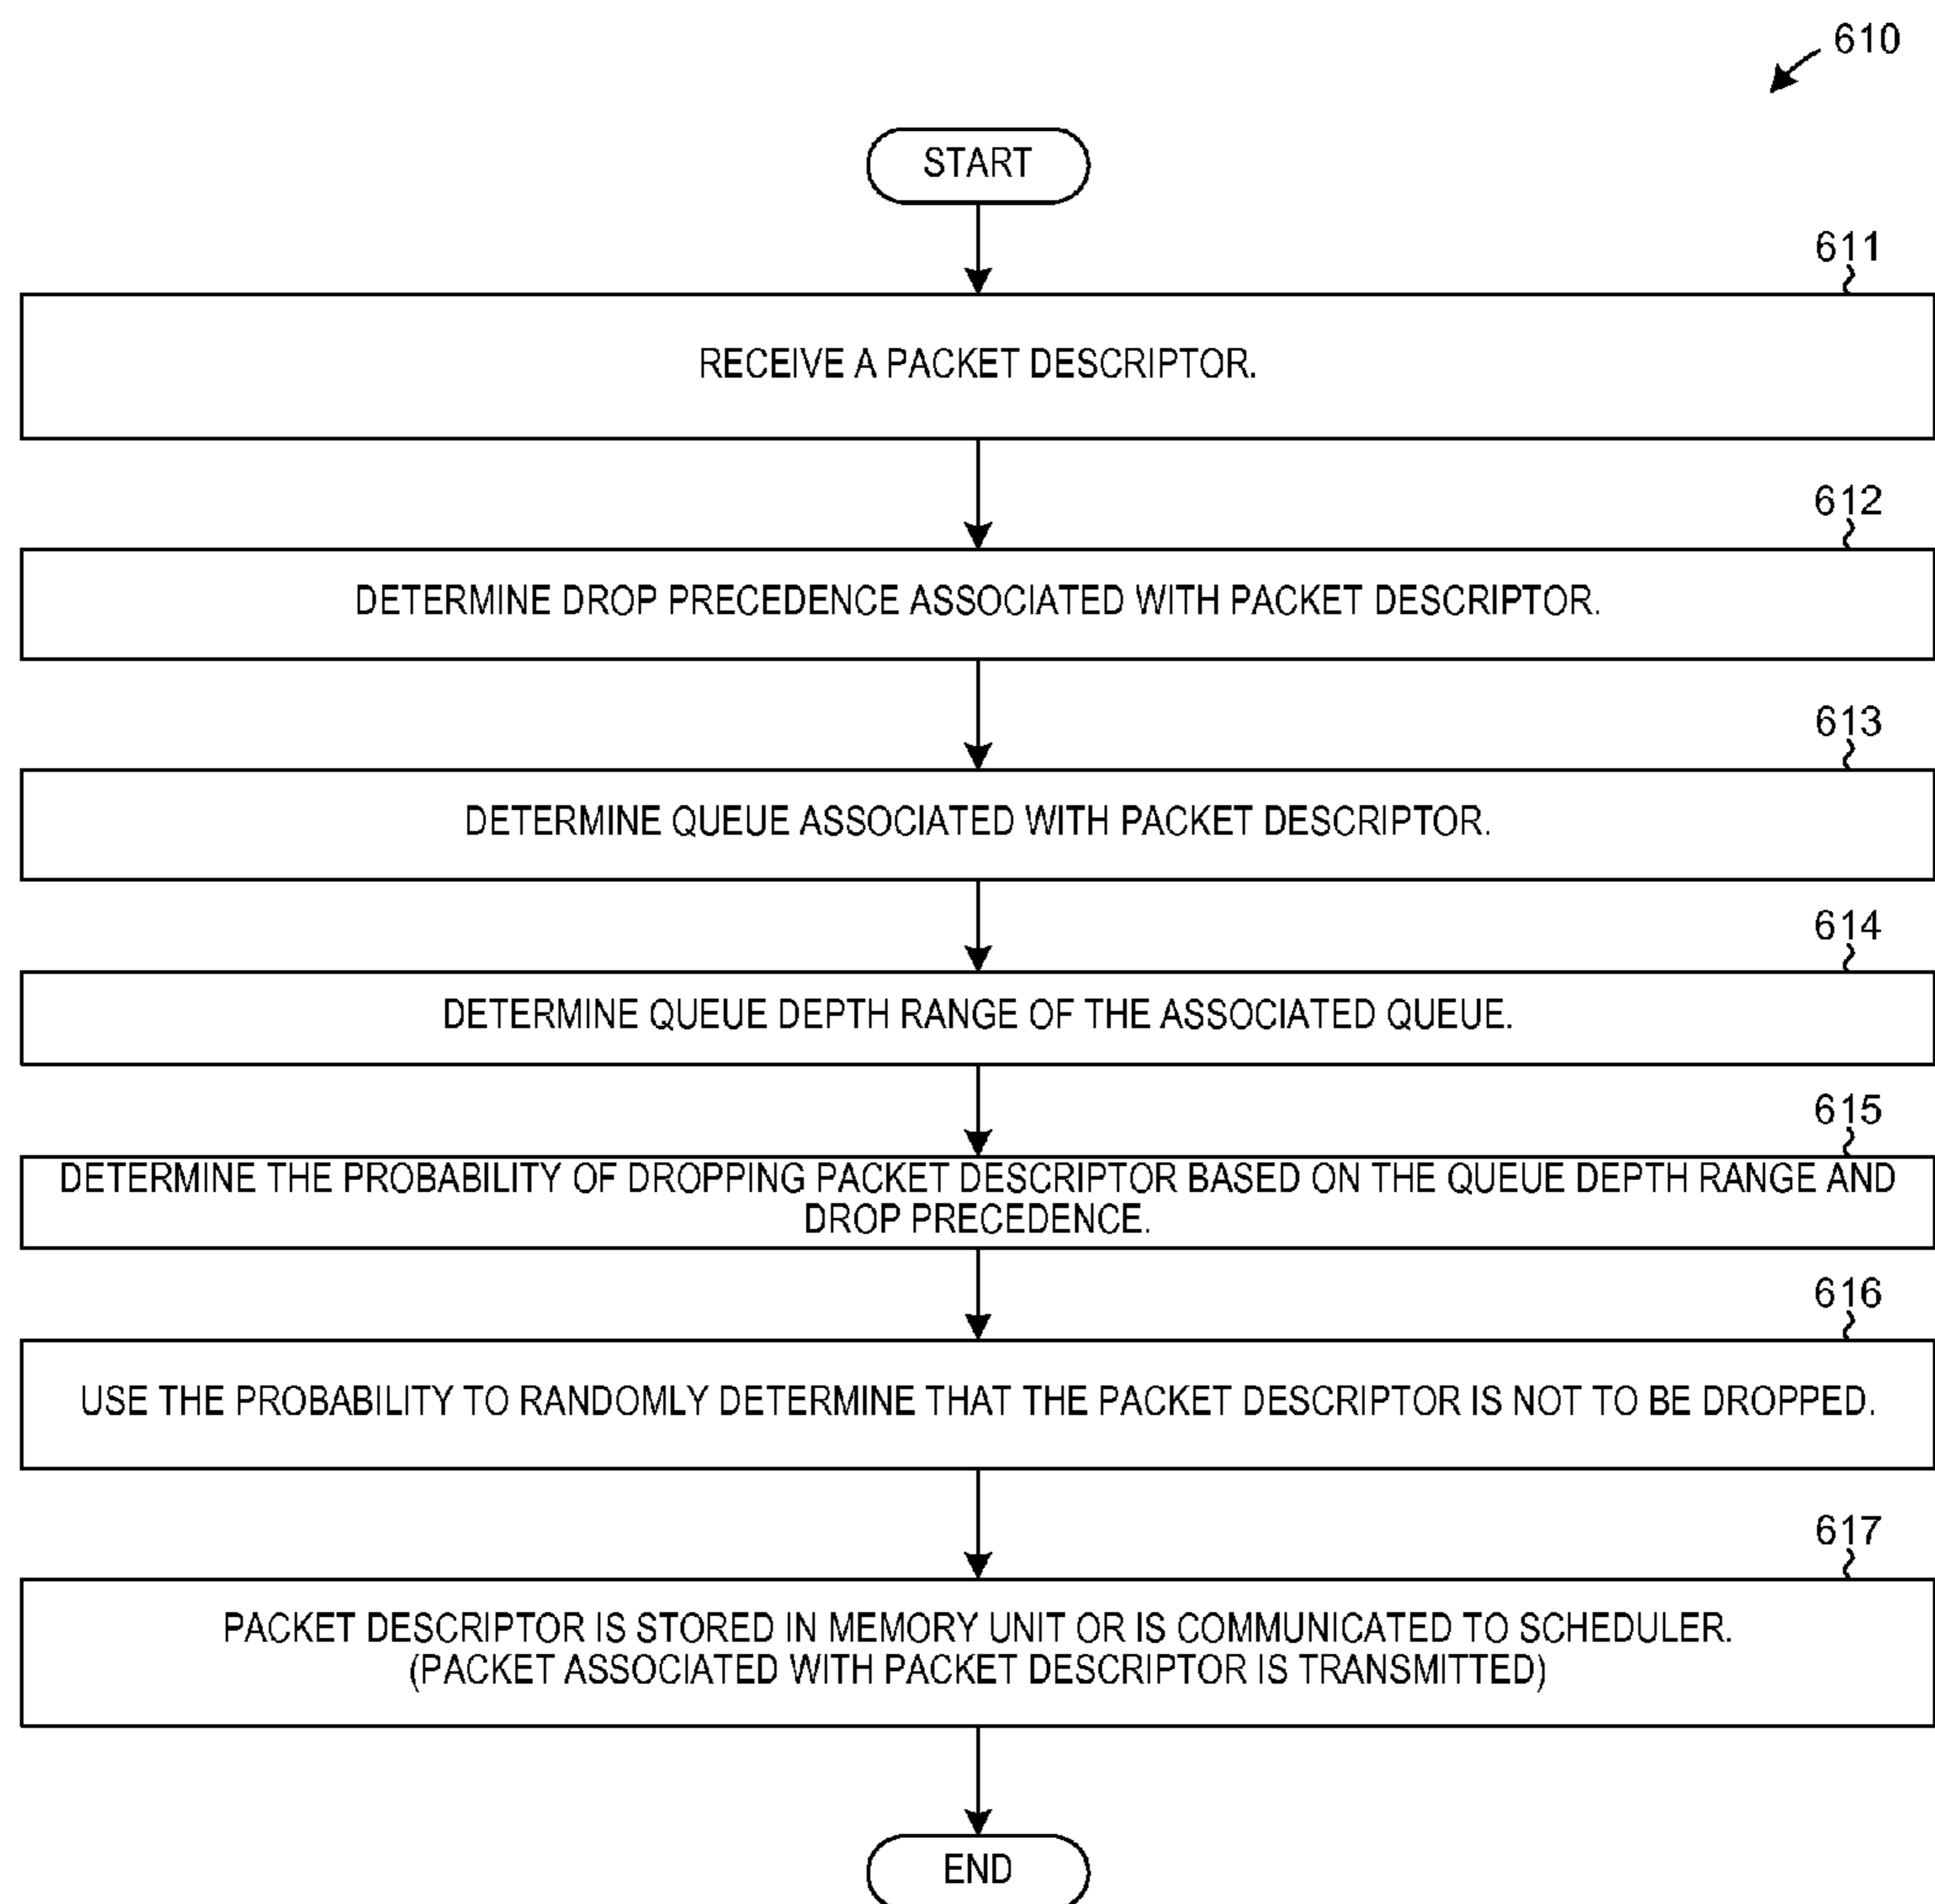 610
START
611
RECEIVE A PACKET DESCRIPTOR.
612
DETERMINE DROP PRECEDENCE ASSOCIATED WITH PACKET DESCRIPTOR.
613
DETERMINE QUEUE ASSOCIATED WITH PACKET DESCRIPTOR.
614
DETERMINE QUEUE DEPTH RANGE OF THE ASSOCIATED QUEUE.
615
DETERMINE THE PROBABILITY OF DROPPING PACKET DESCRIPTOR BASED ON THE QUEUE DEPTH RANGE AND
DROP PRECEDENCE.
616
USE THE PROBABILITY TO RANDOMLY DETERMINE THAT THE PACKET DESCRIPTOR IS NOT TO BE DROPPED.
617
PACKET DESCRIPTOR IS STORED IN MEMORY UNIT OR IS COMMUNICATED TO SCHEDULER.
(PACKET ASSOCIATED WITH PACKET DESCRIPTOR IS TRANSMITTED)
END